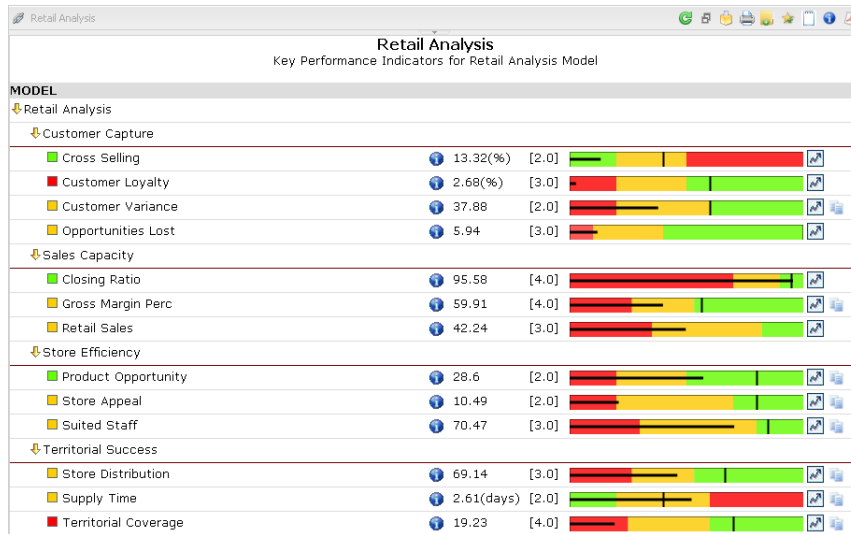 Retail Analysis
Retail Analysis
Key Performance Indicators for Retail Analysis Model
MODEL
Retail Analysis
Customer Capture
Cross Selling 13.32(%) [2.0]
Customer Loyalty 2.68(%) [3.0]
Customer Variance 37.88 [2.0]
Opportunities Lost 5.94 [3.0]
Sales Capacity
Closing Ratio 95.58 [4.0]
Gross Margin Perc 59.91 [4.0]
Retail Sales 42.24 [3.0]
Store Efficiency
Product Opportunity 28.6 [2.0]
Store Appeal 10.49 [2.0]
Suited Staff 70.47 [3.0]
Territorial Success
Store Distribution 69.14 [3.0]
Supply Time 2.61(days) [2.0]
Territorial Coverage 19.23 [4.0]